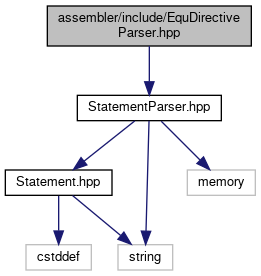 assembler/include/EquDirective
Parser.hpp
StatementParser.hpp
Statement.hpp
memory
cstddef
string